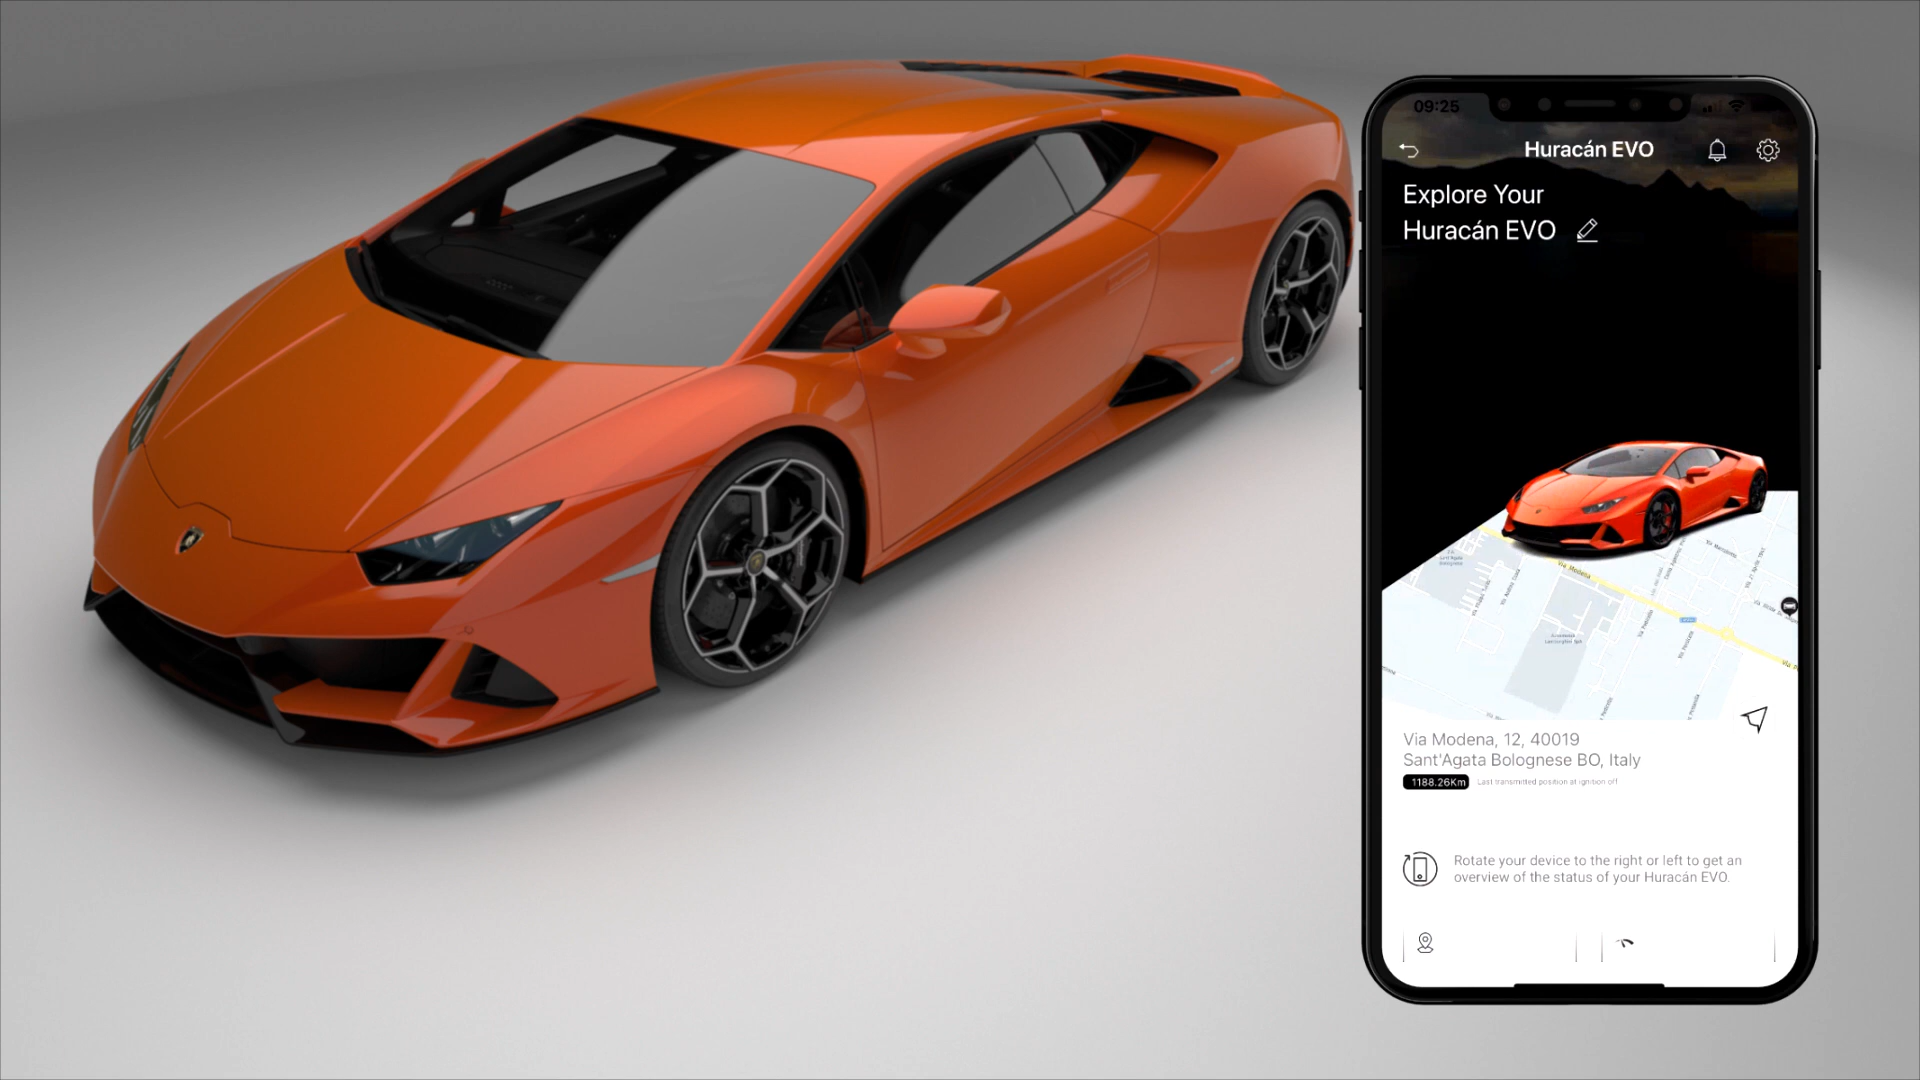 09:25
Huracán EVO
Explore Your
Huracán EVO
Via Modena
Via Modena, 12, 40019
Sant'Agata Bolognese BO, Italy
1188.26Km
Last transmitted position at ignition off
Rotate your device to the right or left to get an
overview of the status of your Huracán EVO.